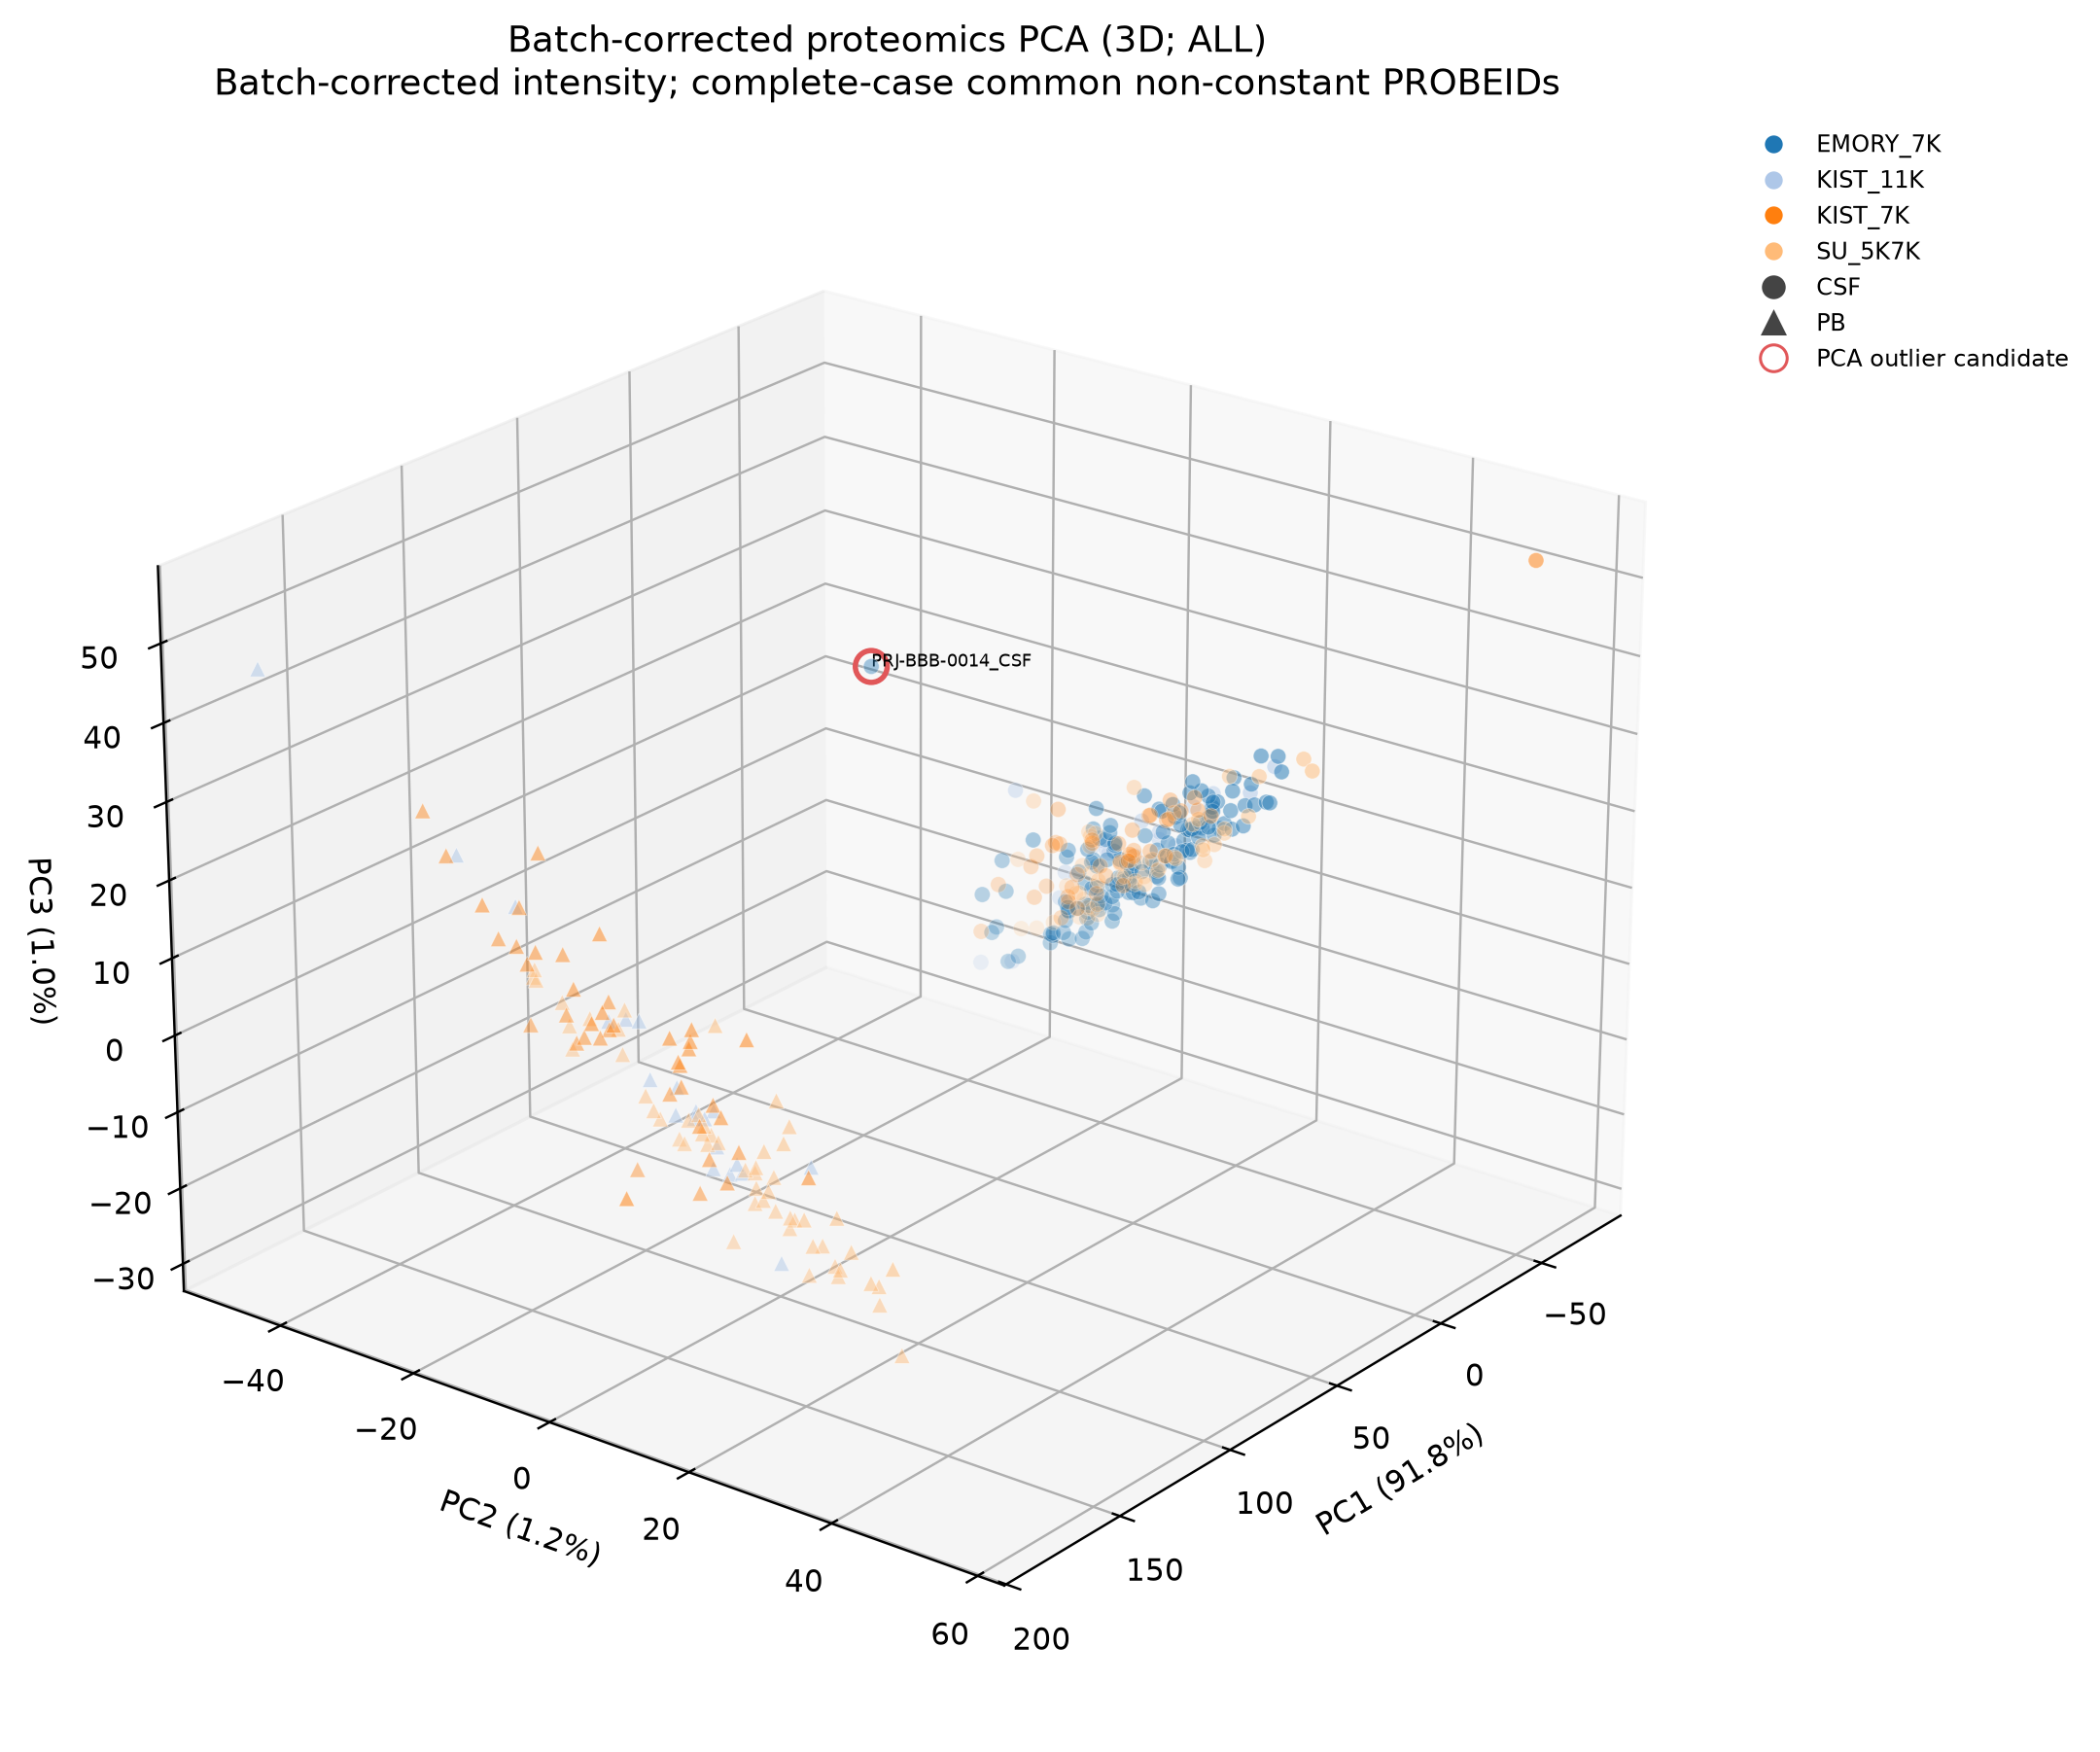 Batch-corrected proteomics PCA (3D; ALL)
Batch-corrected intensity; complete-case common non-constant PROBEIDs
EMORY_7K
KIST_11K
KIST_7K
SU_5K7K
CSF
PB
PCA outlier candidate
PRJ-BBB-0014_CSF
50
40
30
20
10
0
−10
−20
−30
PC3 (1.0%)
−40
−20
0
20
40
60
PC2 (1.2%)
−50
0
50
100
150
200
PC1 (91.8%)